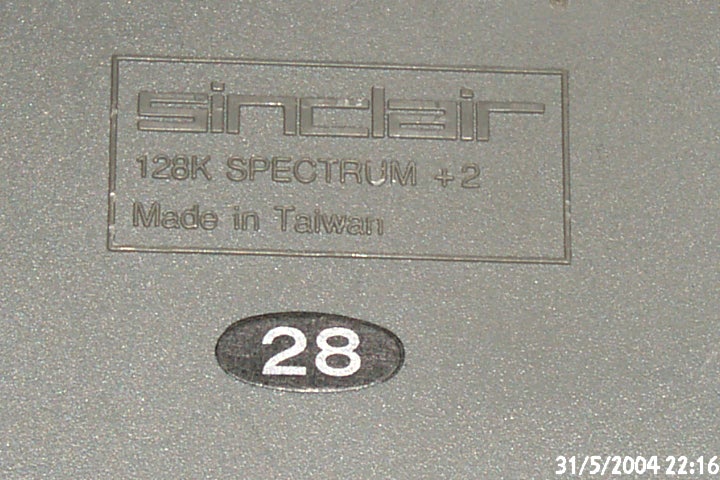 sinclair
128K SPECTRUM +2
Made in Taiwan
28
31/5/2004 22:16